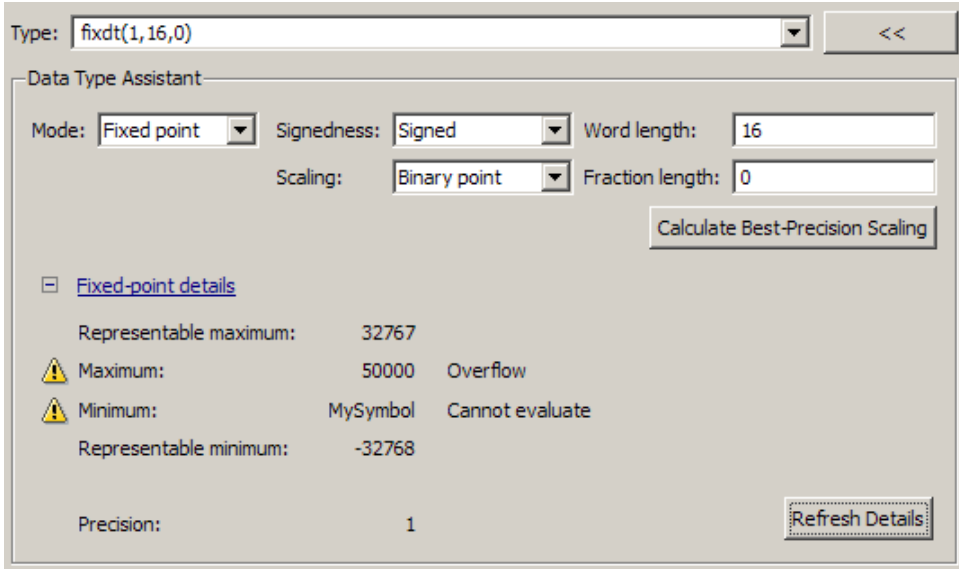 Type: fixdt(1,16,0) <<
Data Type Assistant
Mode: Fixed point Signedness: Signed Word length: 16
Scaling: Binary point Fraction length: 0
Calculate Best-Precision Scaling
Fixed-point details
Representable maximum: 32767
Maximum: 50000 Overflow
Minimum: MySymbol Cannot evaluate
Representable minimum: -32768
Precision: 1 Refresh Details